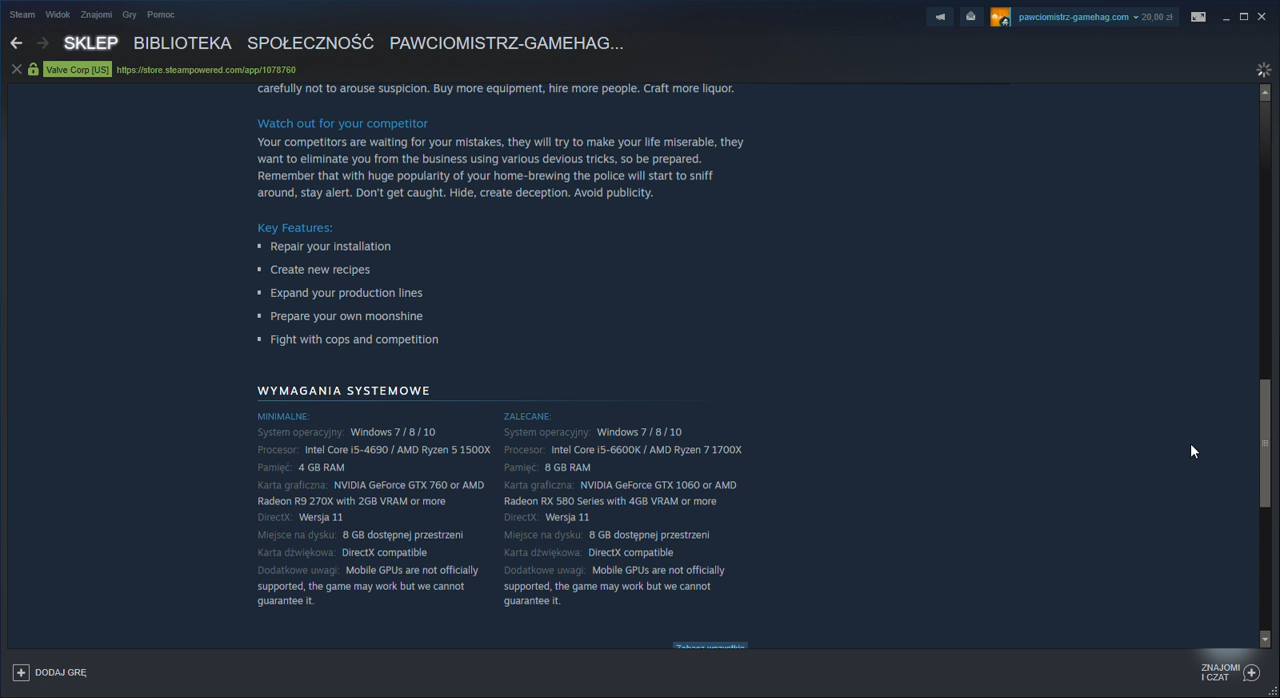 Steam Widok Znajomi Gry Pomoc
pawciomistrz-gamehag.com 20,00 zł
SKLEP BIBLIOTEKA SPOŁECZNOŚĆ PAWCIOMISTRZ-GAMEHAG...
Valve Corp [US] https://store.steampowered.com/app/1078760
carefully not to arouse suspicion. Buy more equipment, hire more people. Craft more liquor.
Watch out for your competitor
Your competitors are waiting for your mistakes, they will try to make your life miserable, they
want to eliminate you from the business using various devious tricks, so be prepared.
Remember that with huge popularity of your home-brewing the police will start to sniff
around, stay alert. Don't get caught. Hide, create deception. Avoid publicity.
Key Features:
Repair your installation
Create new recipes
Expand your production lines
Prepare your own moonshine
Fight with cops and competition
WYMAGANIA SYSTEMOWE
MINIMALNE:
System operacyjny: Windows 7 / 8 / 10
Procesor: Intel Core i5-4690 / AMD Ryzen 5 1500X
Pamięć: 4 GB RAM
Karta graficzna: NVIDIA GeForce GTX 760 or AMD
Radeon R9 270X with 2GB VRAM or more
DirectX: Wersja 11
Miejsce na dysku: 8 GB dostępnej przestrzeni
Karta dźwiękowa: DirectX compatible
Dodatkowe uwagi: Mobile GPUs are not officially
supported, the game may work but we cannot
guarantee it.
ZALECANE:
System operacyjny: Windows 7 / 8 / 10
Procesor: Intel Core i5-6600K / AMD Ryzen 7 1700X
Pamięć: 8 GB RAM
Karta graficzna: NVIDIA GeForce GTX 1060 or AMD
Radeon RX 580 Series with 4GB VRAM or more
DirectX: Wersja 11
Miejsce na dysku: 8 GB dostępnej przestrzeni
Karta dźwiękowa: DirectX compatible
Dodatkowe uwagi: Mobile GPUs are not officially
supported, the game may work but we cannot
guarantee it.
Zobacz wszystkie
DODAJ GRĘ
ZNAJOMI
I CZAT